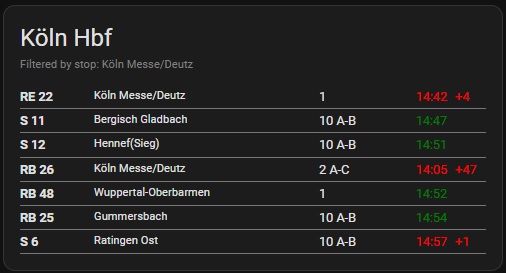 Köln Hbf
Filtered by stop: Köln Messe/Deutz
RE 22 Köln Messe/Deutz 1 14:42 +4
S 11 Bergisch Gladbach 10 A-B 14:47
S 12 Hennef(Sieg) 10 A-B 14:51
RB 26 Köln Messe/Deutz 2 A-C 14:05 +47
RB 48 Wuppertal-Oberbarmen 1 14:52
RB 25 Gummersbach 10 A-B 14:54
S 6 Ratingen Ost 10 A-B 14:57 +1